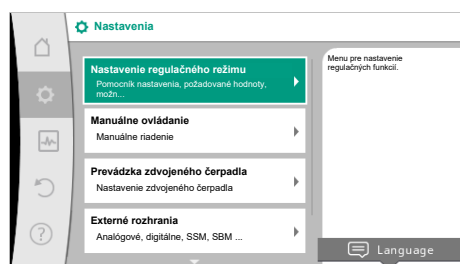 Nastavenia
Nastavenie regulačného režimu
Pomocník nastavenia, požadované hodnoty,
možn...
Manuálne ovládanie
Manuálne riadenie
Prevádzka zdvojeného čerpadla
Nastavenie zdvojeného čerpadla
Externé rozhrania
Analógové, digitálne, SSM, SBM ...
Menu pre nastavenie
regulačných funkcií.
Language